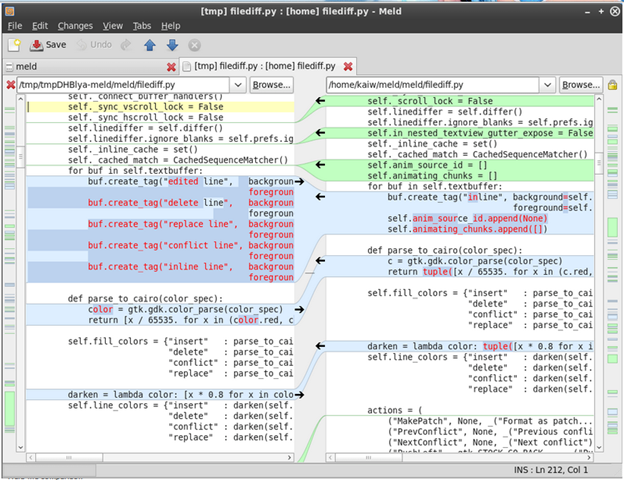 [tmp] filediff.py : [home] filediff.py - Meld
File Edit Changes View Tabs Help
Save Undo
meld [tmp] filediff.py : [home] filediff.py
/tmp/tmpDHBlya-meld/meld/filediff.py Browse... /home/kaiw/med/meld/filediff.py Browse...
self._connect_buffer_handlers()
self._sync_vscroll_lock = False
self._sync_hscroll_lock = False
self.linediffer = self.differ()
self.linediffer.ignore_blanks = self.prefs.ig
self._inline_cache = set()
self._cached_match = CachedSequenceMatcher()
for buf in self.textbuffer:
buf.create_tag("edited line", backgroun
foregroun
buf.create_tag("delete line", backgroun
foregroun
buf.create_tag("replace line", backgroun
foregroun
buf.create_tag("conflict line", backgroun
foregroun
buf.create_tag("inline line", backgroun
foregroun
def parse_to_cairo(color_spec):
color = gtk.gdk.color_parse(color_spec)
return [x / 65535. for x in (color.red, c
self.fill_colors = {"insert" : parse_to_cai
"delete" : parse_to_cai
"conflict" : parse_to_cai
"replace" : parse_to_cai
darken = lambda color: [x * 0.8 for x in colo
self.line_colors = {"insert" : darken(self.
"delete" : darken(self.
"conflict" : darken(self.
"replace" : darken(self.
self._scroll_lock = False
self.linediffer = self.differ()
self.linediffer.ignore_blanks = self.prefs.ig
self.in_nested_textview_gutter_expose = False
self._inline_cache = set()
self._cached_match = CachedSequenceMatcher()
self.anim_source_id = []
self.animating_chunks = []
for buf in self.textbuffer:
buf.create_tag("inline", background=self.
foreground=self.
self.anim_source_id.append(None)
self.animating_chunks.append([])
def parse_to_cairo(color_spec):
c = gtk.gdk.color_parse(color_spec)
return tuple([x / 65535. for x in (c.red,
self.fill_colors = {"insert" : parse_to_ca
"delete" : parse_to_ca
"conflict" : parse_to_ca
"replace" : parse_to_ca
darken = lambda color: tuple([x * 0.8 for x i
self.line_colors = {"insert" : darken(self.
"delete" : darken(self.
"conflict" : darken(self.
"replace" : darken(self.
actions = (
("MakePatch", None, _("Format as patch...
("PrevConflict", None, _("Previous confli
("NextConflict", None, _("Next conflict")
INS : Ln 212, Col 1